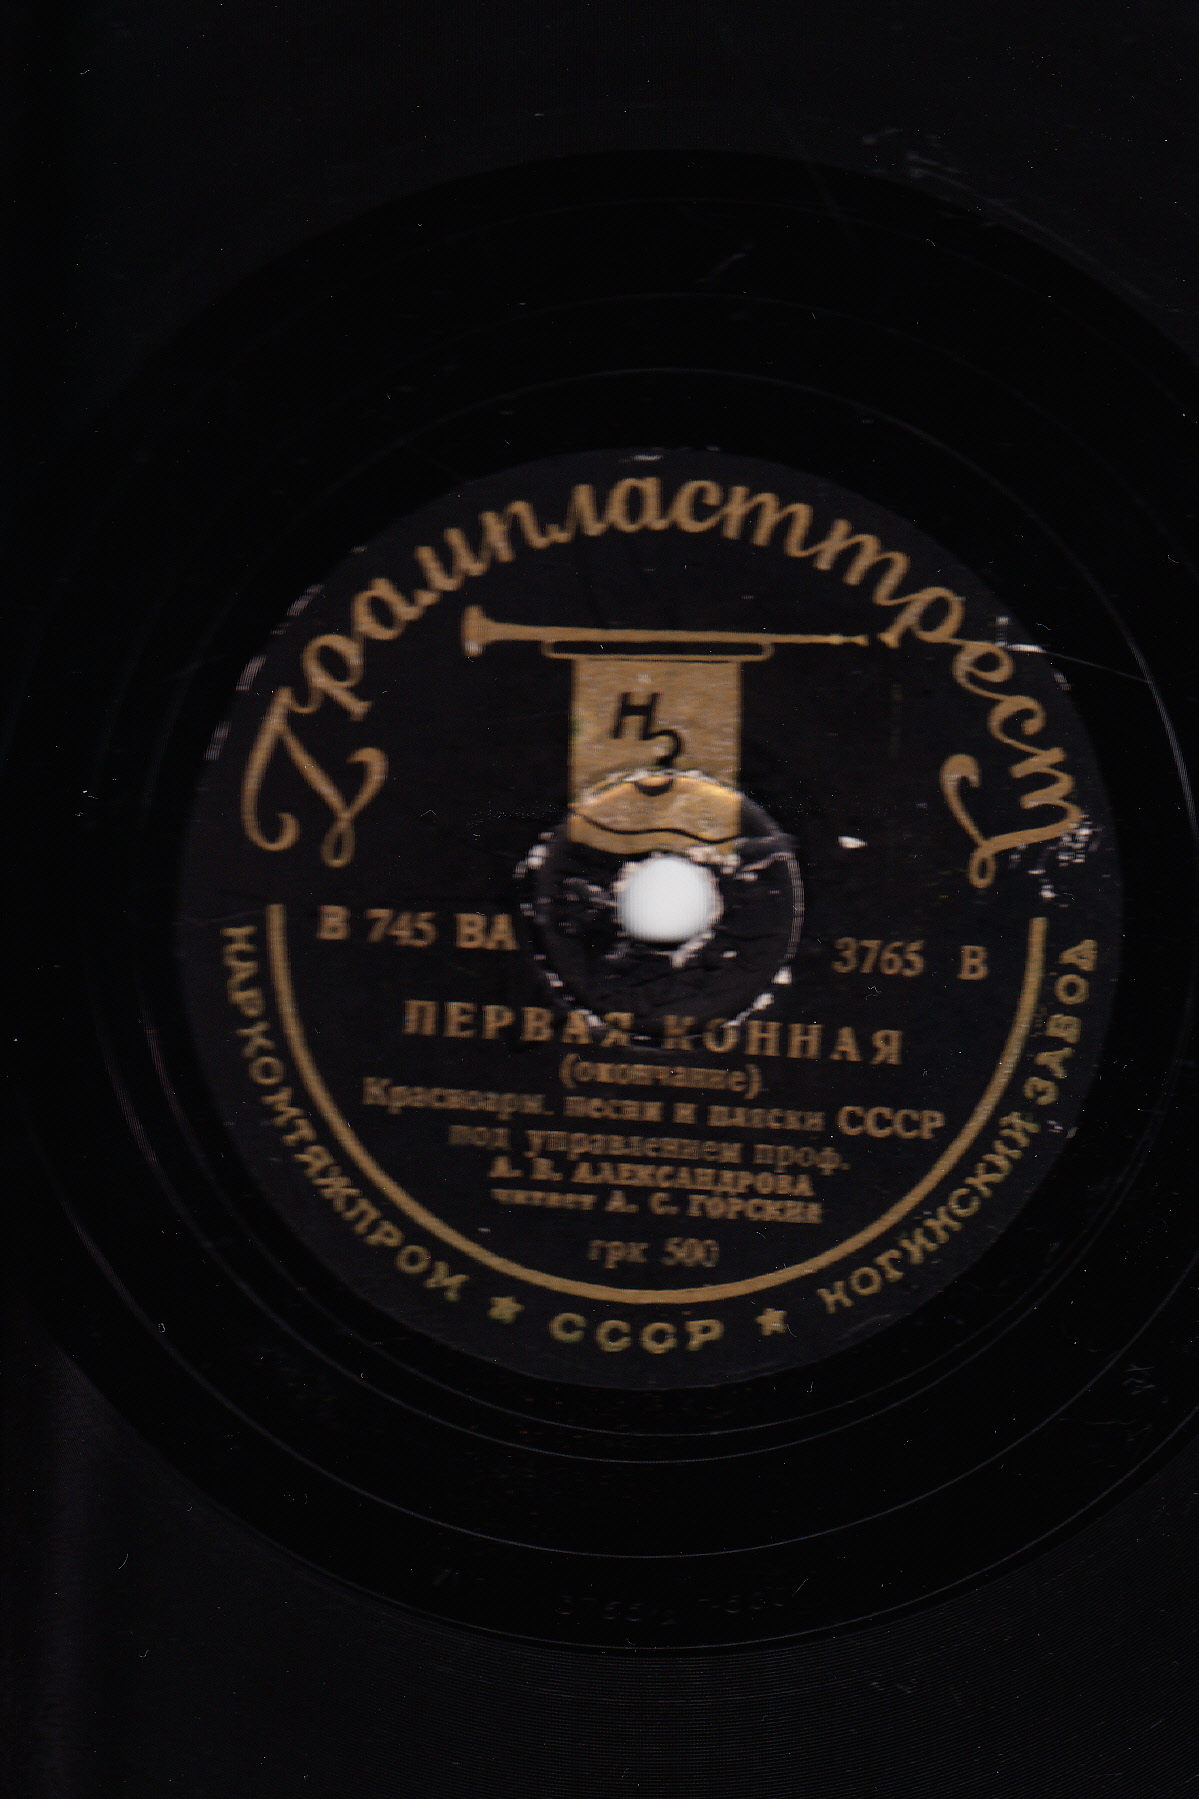 Грампласттрест
НЗ
В 745 ВА 3765 В
ПЕРВАЯ КОННАЯ
(окончание)
Красноарм. песни и пляски СССР
под управлением проф.
А. В. АЛЕКСАНДРОВА
читает А. С. ГОРСКИЙ
грк 500
НАРКОМТЯЖПРОМ ★ СССР ★ НОГИНСКИЙ ЗАВОД